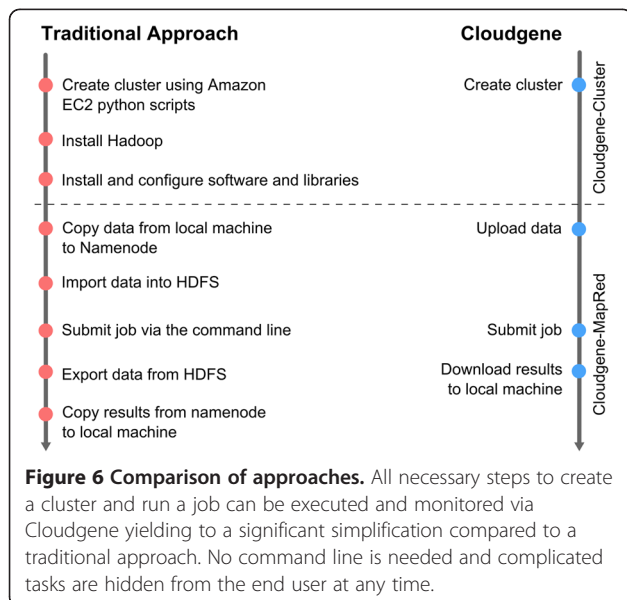 Traditional Approach
Cloudgene
Create cluster using Amazon
EC2 python scripts
Install Hadoop
Install and configure software and libraries
Create cluster
Cloudgene-Cluster
Copy data from local machine
to Namenode
Import data into HDFS
Submit job via the command line
Export data from HDFS
Copy results from namenode
to local machine
Upload data
Submit job
Download results
to local machine
Cloudgene-MapRed
Figure 6 Comparison of approaches. All necessary steps to create
a cluster and run a job can be executed and monitored via
Cloudgene yielding to a significant simplification compared to a
traditional approach. No command line is needed and complicated
tasks are hidden from the end user at any time.